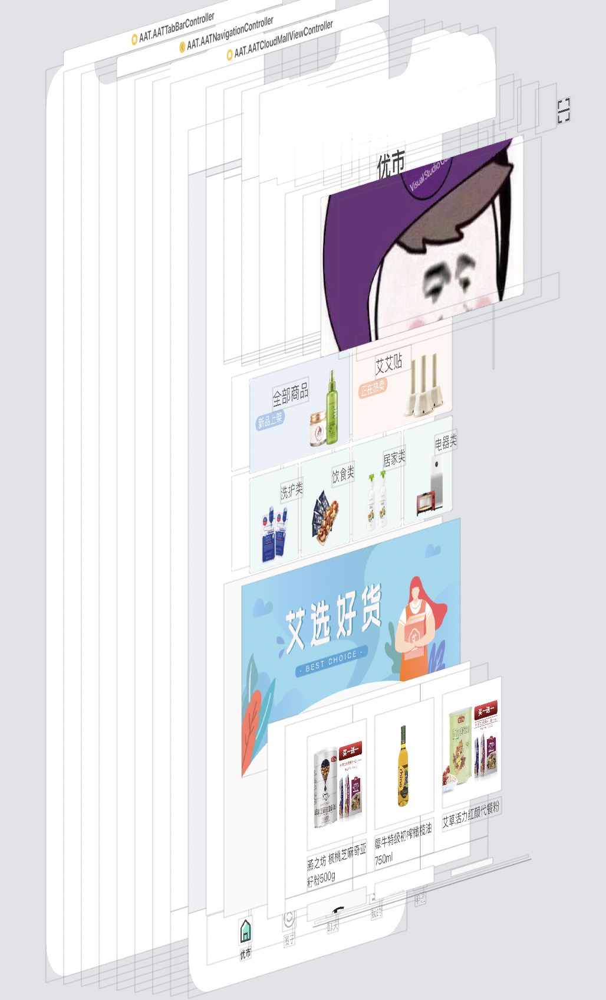 AAT.AATTabBarController
AAT.AATNavigationController
AAT.AATCloudMallViewController
优市
Visual Studio Co
全部商品
新品上架
艾艾贴
正在热卖
洗护类
饮食类
居家类
电器类
艾选好货
- BEST CHOICE -
买一送一
买一送一
燕之坊 核桃芝麻奇亚
籽粉500g
犀牛特级初榨橄榄油
750ml
艾草活力红颜代餐粉
优市
圈子
聊天
我的